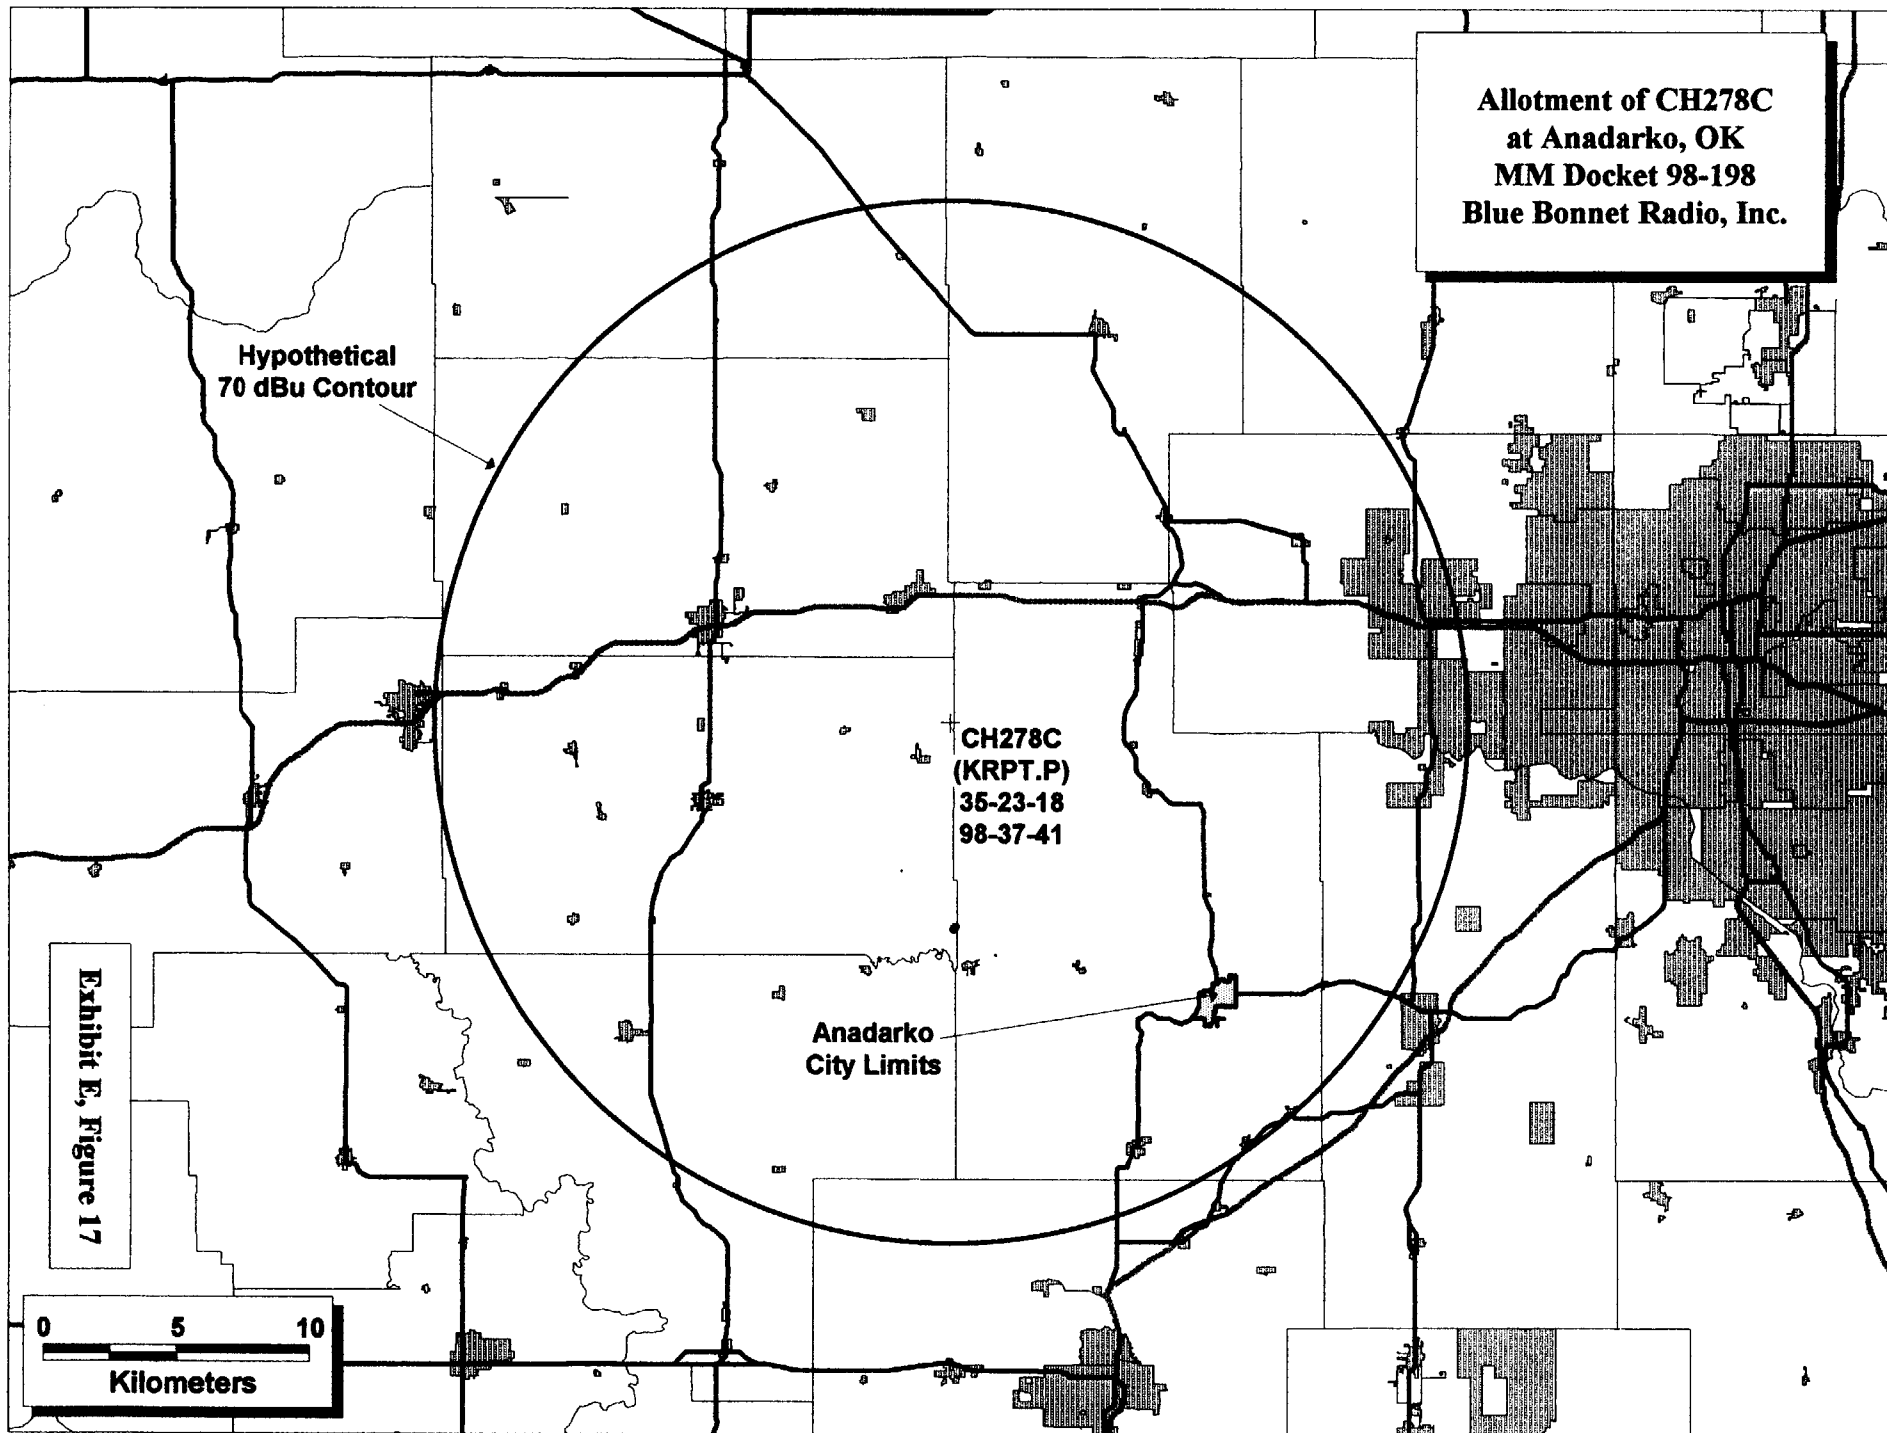 Allotment of CH278C
at Anadarko, OK
MM Docket 98-198
Blue Bonnet Radio, Inc.
Hypothetical
70 dBu Contour
CH278C
(KRPT.P)
35-23-18
98-37-41
Anadarko
City Limits
Exhibit E, Figure 17
0 5 10
Kilometers